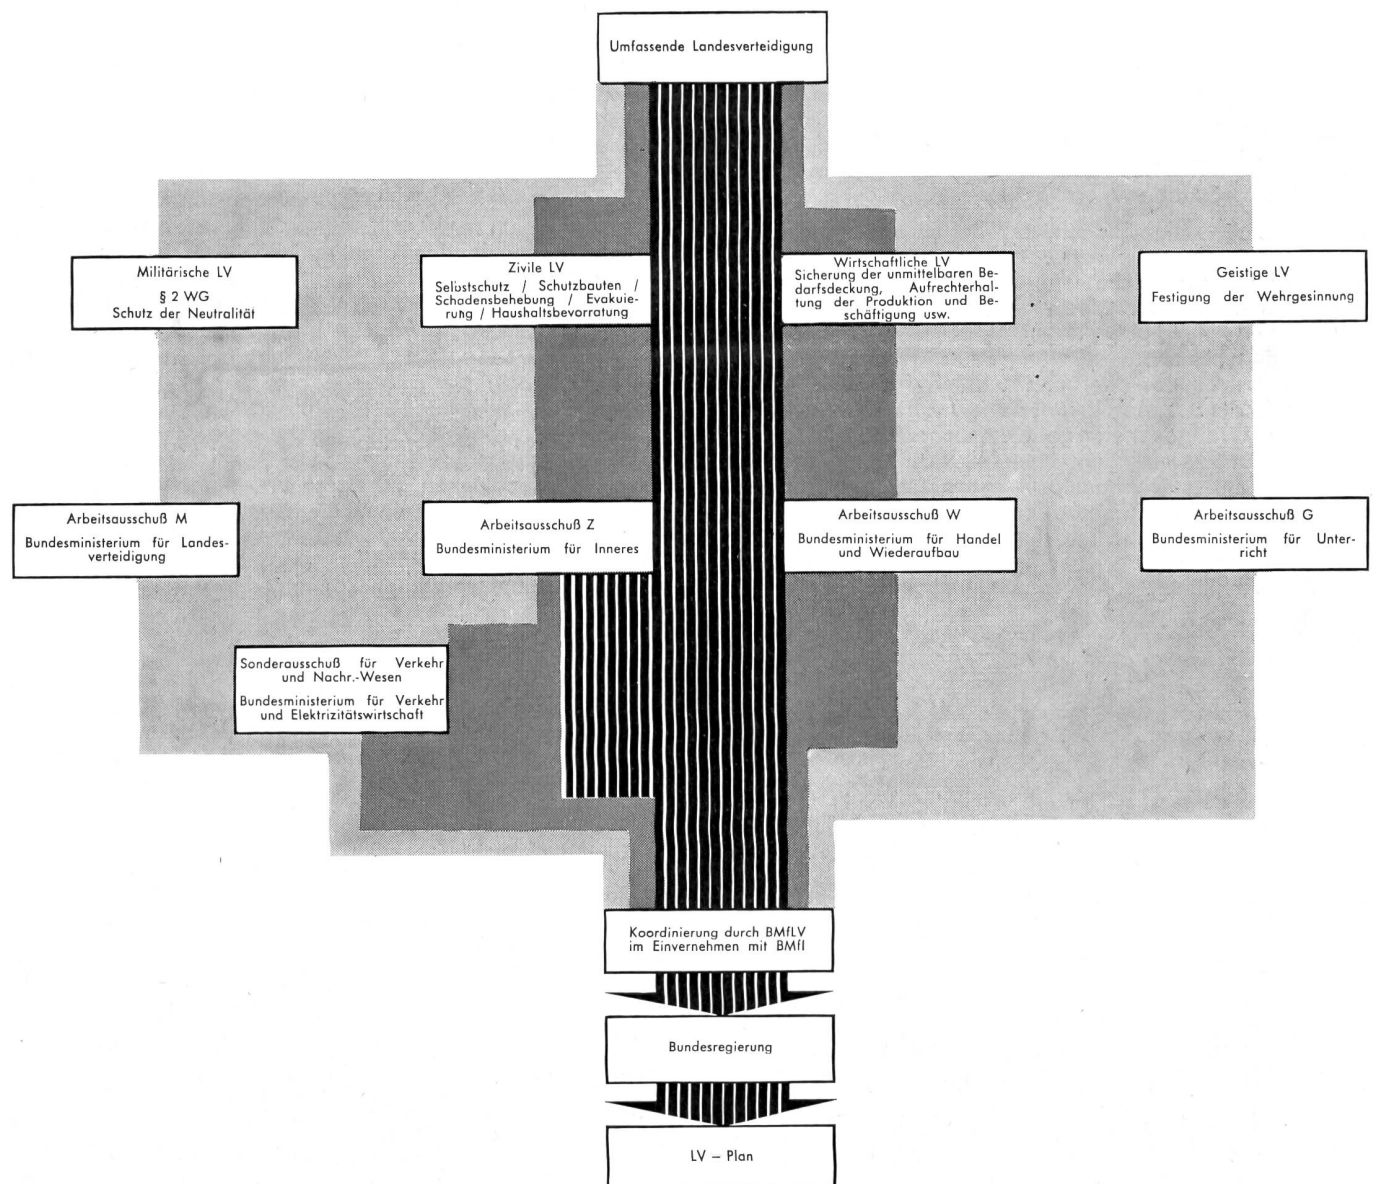 Umfassende Landesverteidigung
Militärische LV
§ 2 WG
Schutz der Neutralität
Zivile LV
Selbstschutz / Schutzbauten /
Schadensbehebung / Evakuie-
rung / Haushaltsbevorratung
Wirtschaftliche LV
Sicherung der unmittelbaren Be-
darfsdeckung, Aufrechterhal-
tung der Produktion und Be-
schäftigung usw.
Geistige LV
Festigung der Wehrgesinnung
Arbeitsausschuß M
Bundesministerium für Landes-
verteidigung
Arbeitsausschuß Z
Bundesministerium für Inneres
Arbeitsausschuß W
Bundesministerium für Handel
und Wiederaufbau
Arbeitsausschuß G
Bundesministerium für Unter-
richt
Sonderausschuß für Verkehr
und Nachr.-Wesen
Bundesministerium für Verkehr
und Elektrizitätswirtschaft
Koordinierung durch BMfLV
im Einvernehmen mit BMfI
Bundesregierung
LV – Plan